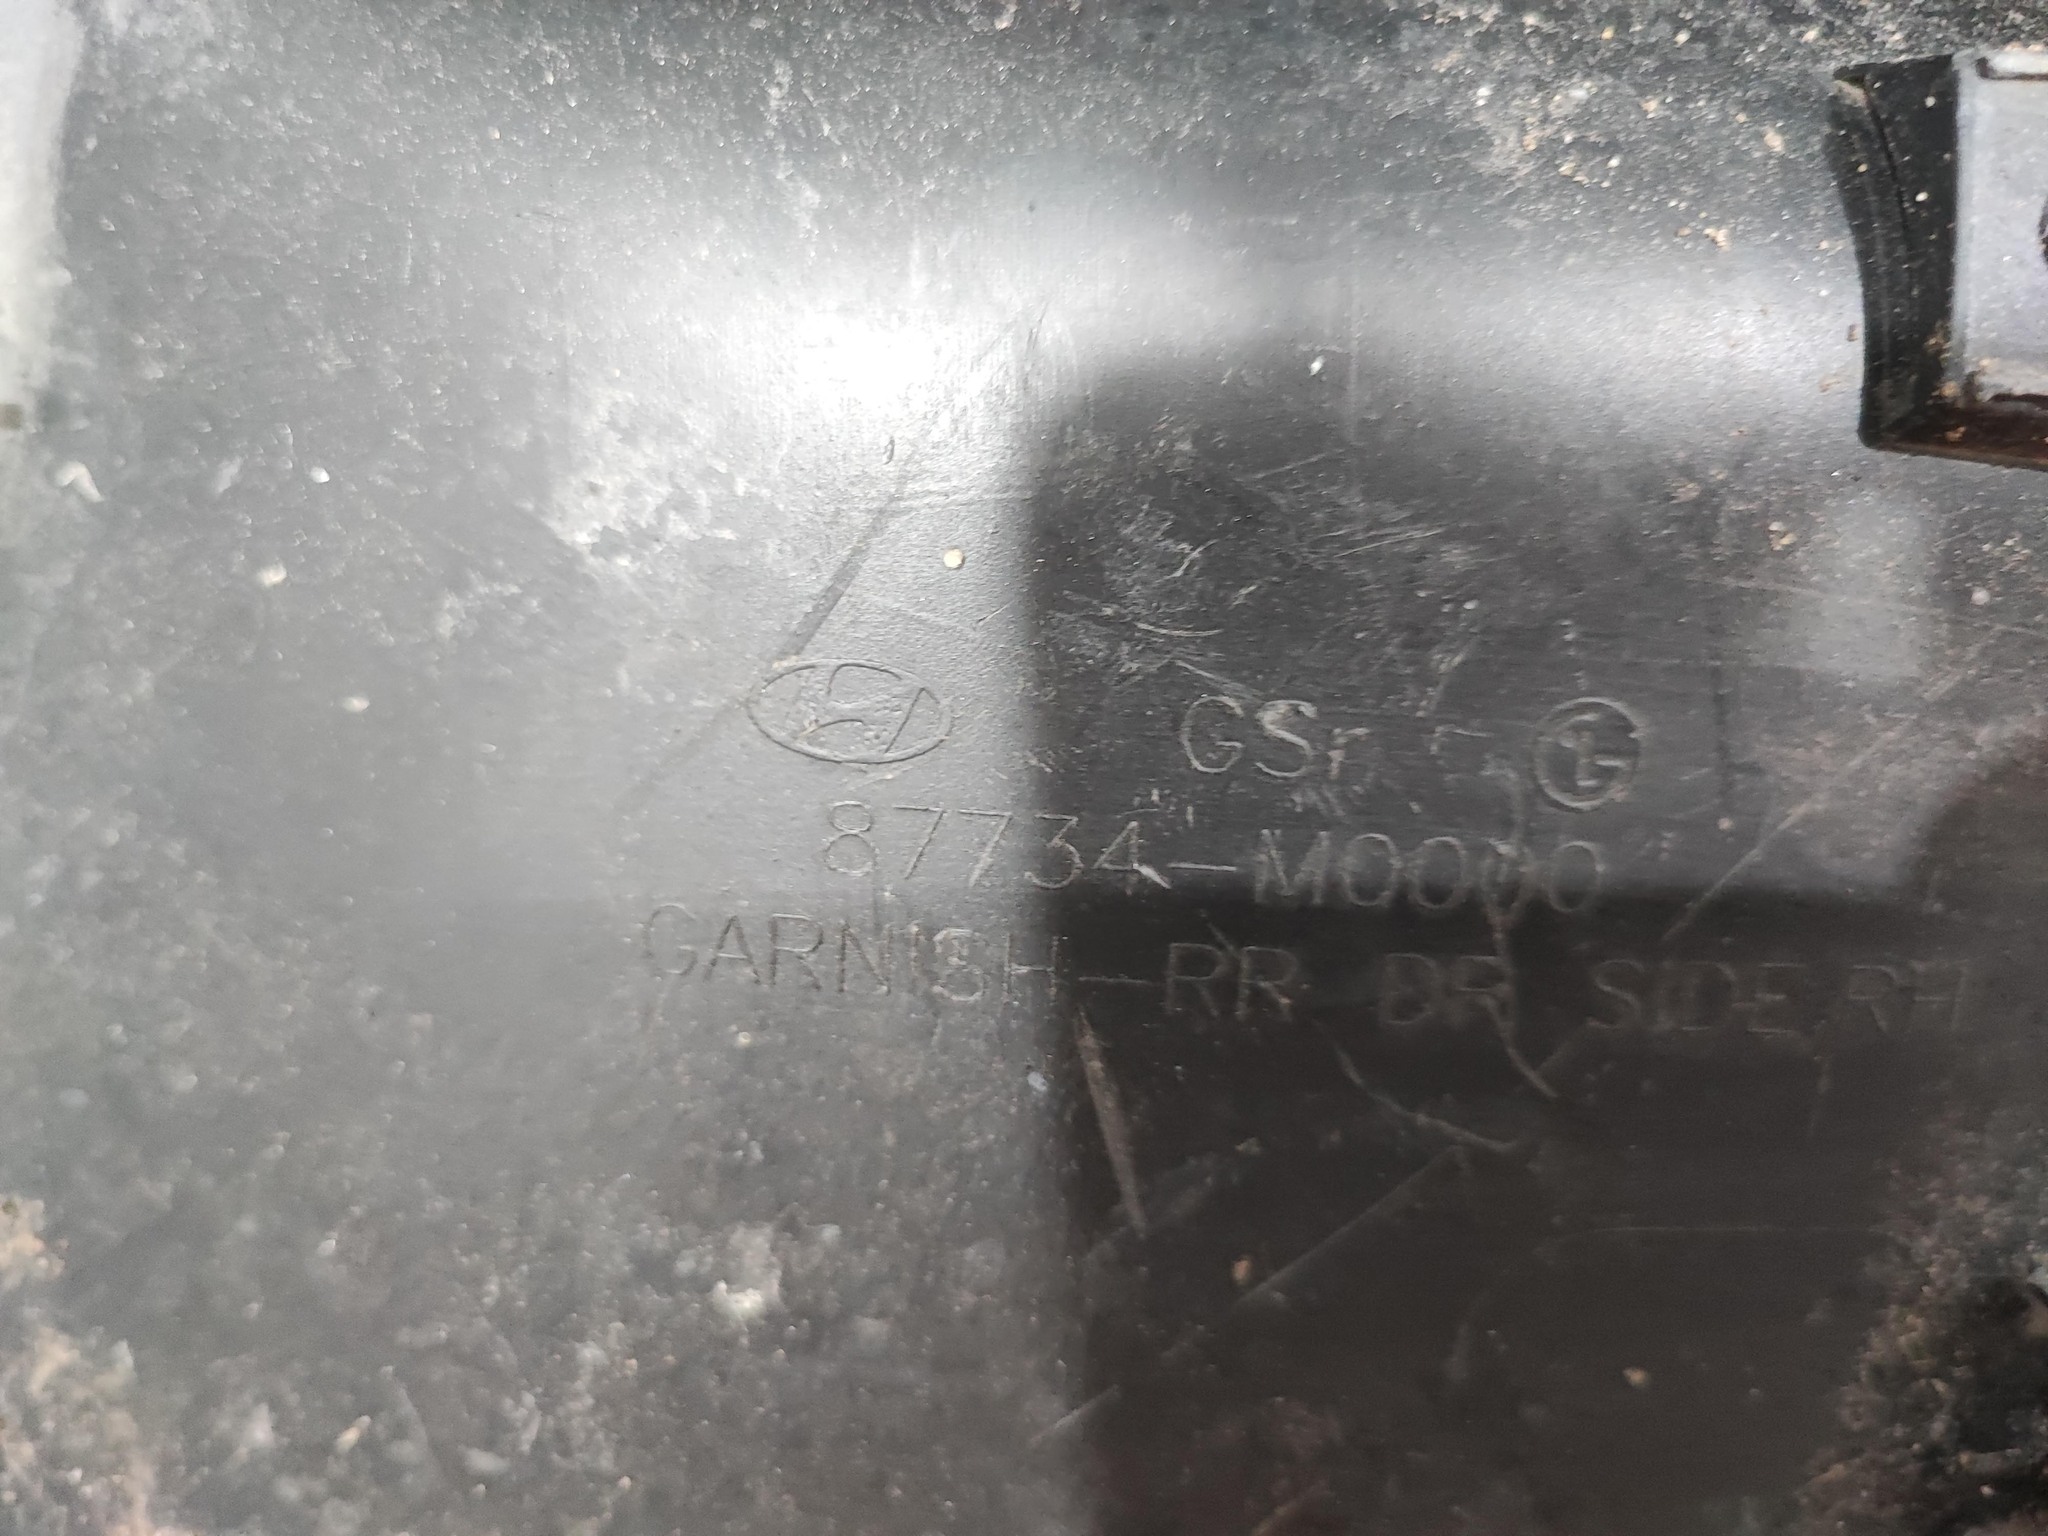 GSr
87734-M0000
GARNISH-RR DR SIDE,RH